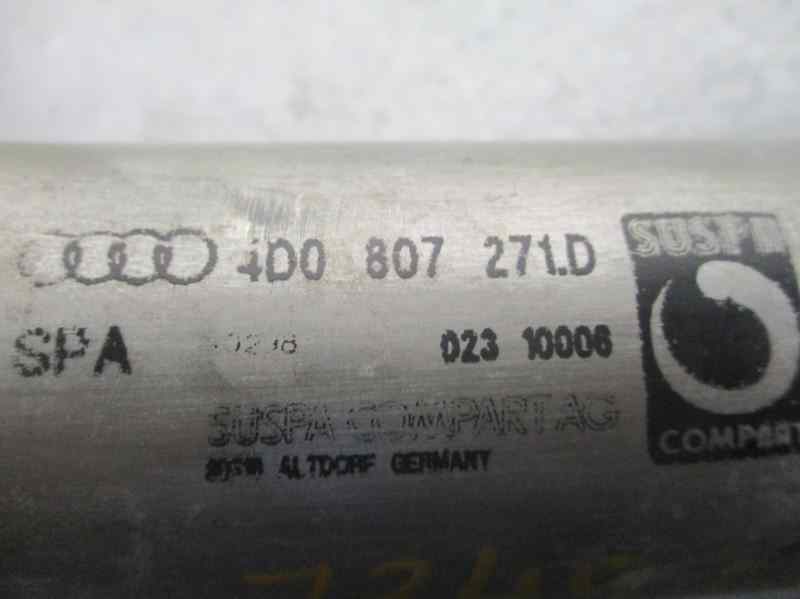 4D0 807 271.D
SPA 023 10006
SUSPA COMPART AG
ALTDORF GERMANY
SUSPA
COMPART